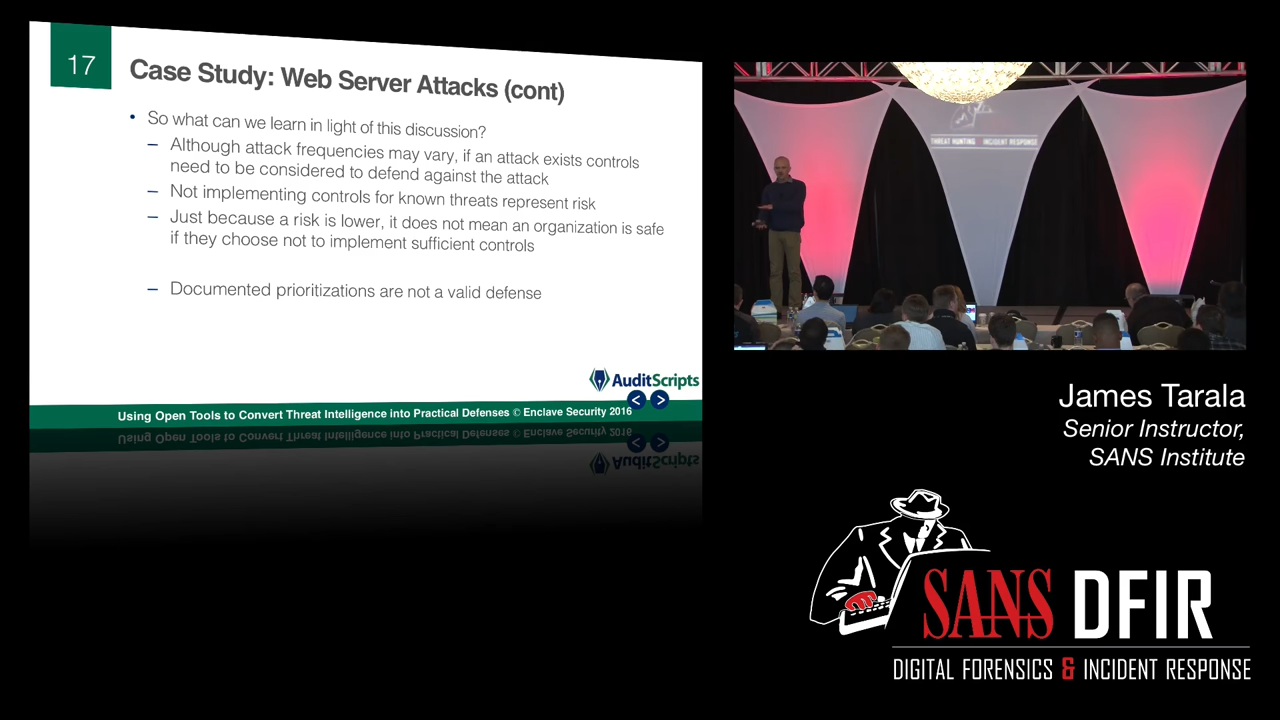 17
Case Study: Web Server Attacks (cont)
• So what can we learn in light of this discussion?
– Although attack frequencies may vary, if an attack exists controls
need to be considered to defend against the attack
– Not implementing controls for known threats represent risk
– Just because a risk is lower, it does not mean an organization is safe
if they choose not to implement sufficient controls
– Documented prioritizations are not a valid defense
AuditScripts
Using Open Tools to Convert Threat Intelligence into Practical Defenses © Enclave Security 2016
THREAT HUNTING & INCIDENT RESPONSE
James Tarala
Senior Instructor,
SANS Institute
SANS DFIR
DIGITAL FORENSICS & INCIDENT RESPONSE